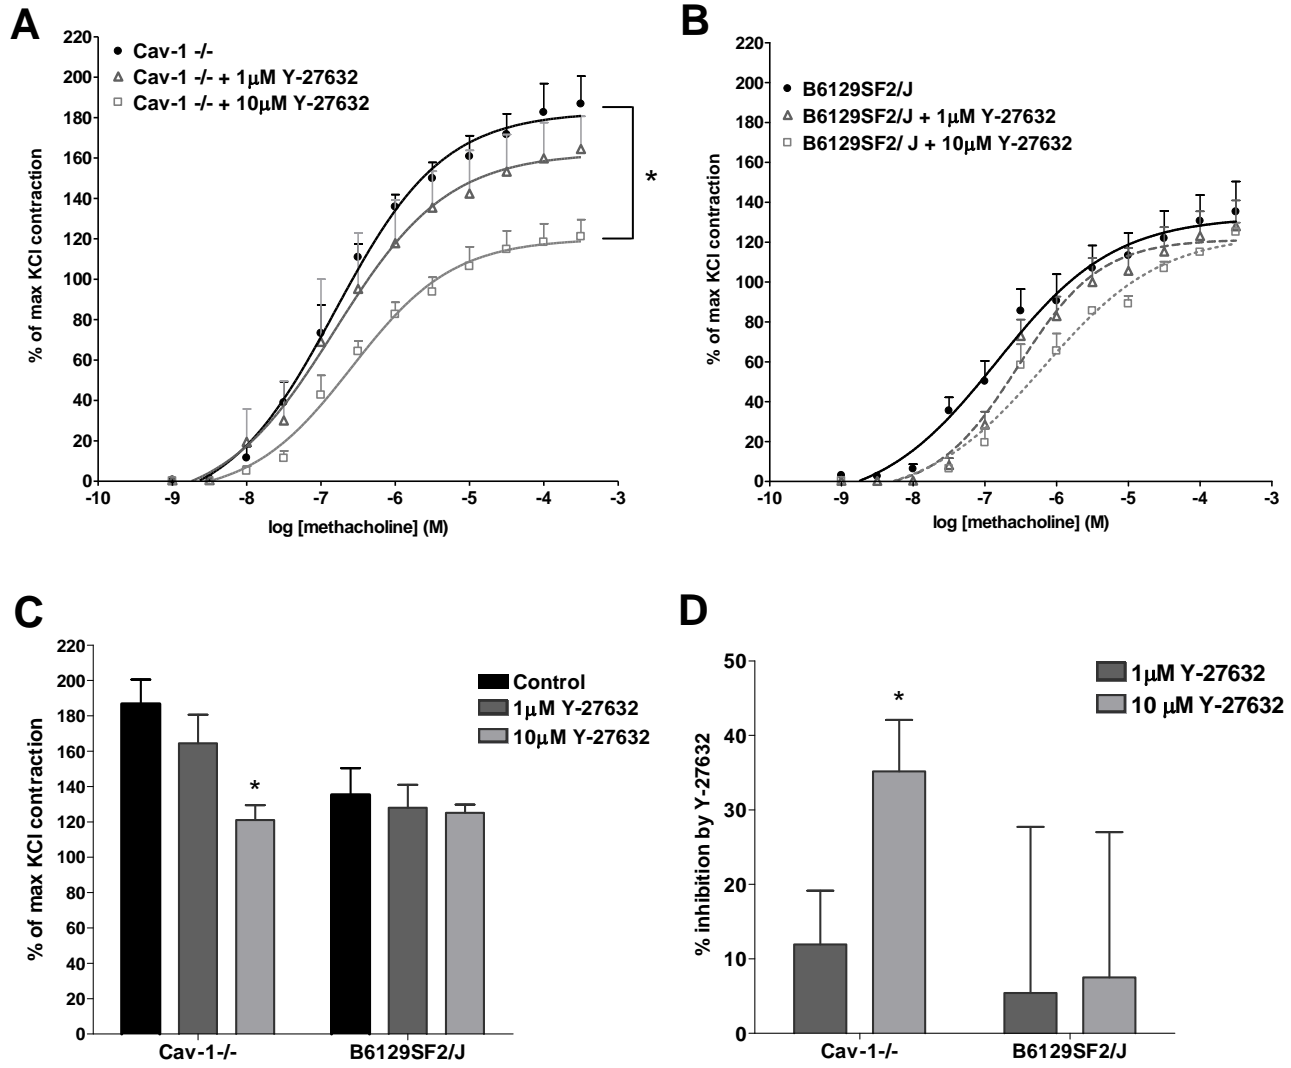 A
220
200
180
160
140
120
100
80
60
40
20
0
% of max KCl contraction
Cav-1 -/-
Cav-1 -/- + 1µM Y-27632
Cav-1 -/- + 10µM Y-27632
*
-10 -9 -8 -7 -6 -5 -4 -3
log [methacholine] (M)
B
220
200
180
160
140
120
100
80
60
40
20
0
% of max KCl contraction
B6129SF2/J
B6129SF2/J + 1µM Y-27632
B6129SF2/ J + 10µM Y-27632
-10 -9 -8 -7 -6 -5 -4 -3
log [methacholine] (M)
C
220
200
180
160
140
120
100
80
60
40
20
0
% of max KCl contraction
Control
1µM Y-27632
10µM Y-27632
*
Cav-1-/- B6129SF2/J
D
50
40
30
20
10
0
% inhibition by Y-27632
1µM Y-27632
10 µM Y-27632
*
Cav-1-/- B6129SF2/J